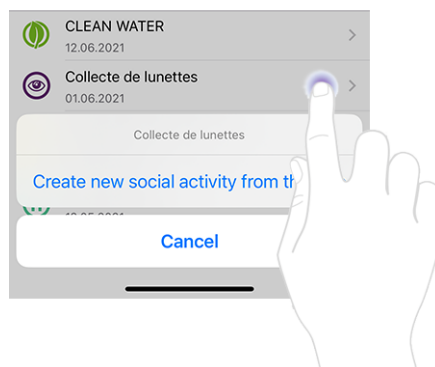 CLEAN WATER
12.06.2021
Collecte de lunettes
01.06.2021
Collecte de lunettes
Create new social activity from
Cancel